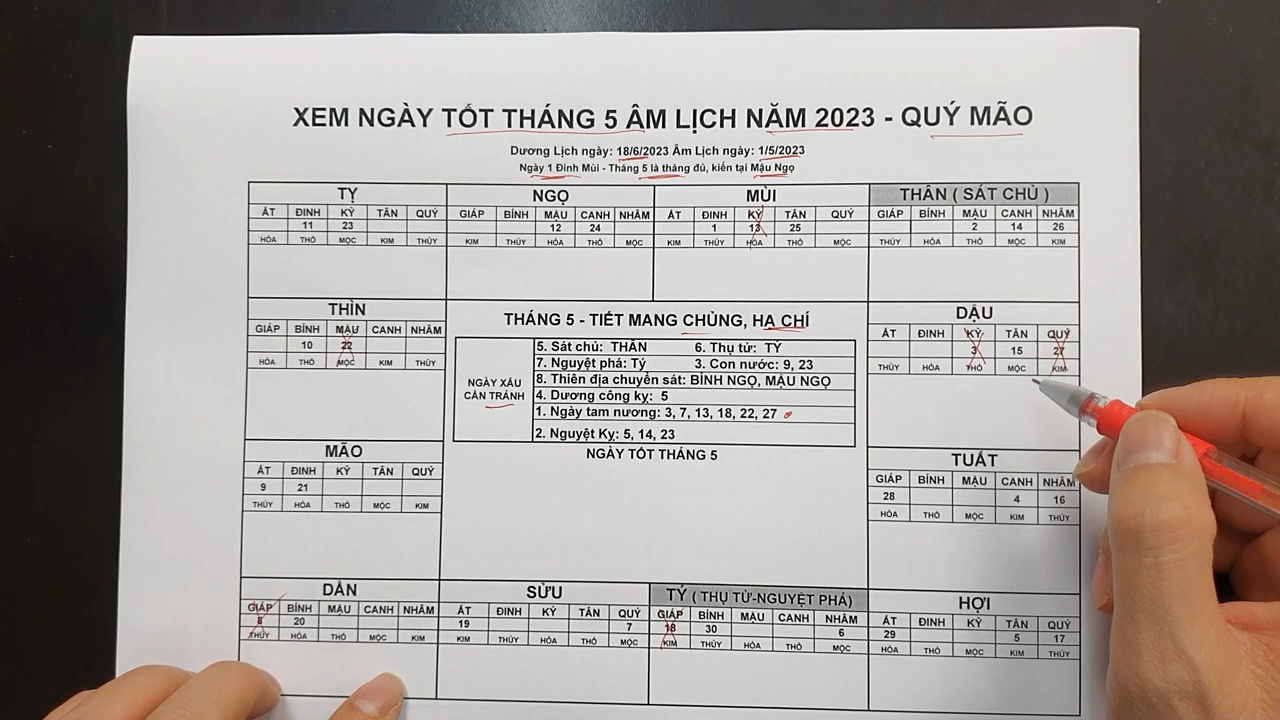 XEM NGÀY TỐT THÁNG 5 ÂM LỊCH NĂM 2023 - QUÝ MÃO
Dương Lịch ngày: 18/6/2023 Âm Lịch ngày: 1/5/2023
Ngày 1 Đinh Mùi - Tháng 5 là tháng đủ, kiến tại Mậu Ngọ
TỴ
ẤT ĐINH KỶ TÂN QUÝ
11 23
HỎA THỔ MỘC KIM THỦY
NGỌ
GIÁP BÍNH MẬU CANH NHÂM
12 24
KIM THỦY HỎA THỔ MỘC
MÙI
ẤT ĐINH KỶ TÂN QUÝ
1 13 25
KIM THỦY HỎA THỔ MỘC
THÂN ( SÁT CHỦ )
GIÁP BÍNH MẬU CANH NHÂM
2 14 26
THỦY HỎA THỔ MỘC KIM
THÌN
GIÁP BÍNH MẬU CANH NHÂM
10 22
HỎA THỔ MỘC KIM THỦY
THÁNG 5 - TIẾT MANG CHỦNG, HẠ CHÍ
NGÀY XẤU
CẦN TRÁNH
5. Sát chủ: THÂN 6. Thụ tử: TÝ
7. Nguyệt phá: Tý 3. Con nước: 9, 23
8. Thiên địa chuyển sát: BÍNH NGỌ, MẬU NGỌ
4. Dương công kỵ: 5
1. Ngày tam nương: 3, 7, 13, 18, 22, 27
2. Nguyệt Kỵ: 5, 14, 23
NGÀY TỐT THÁNG 5
DẬU
ẤT ĐINH KỶ TÂN QUÝ
3 15 27
THỦY HỎA THỔ MỘC KIM
MÃO
ẤT ĐINH KỶ TÂN QUÝ
9 21
THỦY HỎA THỔ MỘC KIM
TUẤT
GIÁP BÍNH MẬU CANH NHÂM
28 4 16
HỎA THỔ MỘC KIM THỦY
DẦN
GIÁP BÍNH MẬU CANH NHÂM
8 20
THỦY HỎA THỔ MỘC KIM
SỬU
ẤT ĐINH KỶ TÂN QUÝ
19 7
KIM THỦY HỎA THỔ MỘC
TÝ ( THỤ TỬ-NGUYỆT PHÁ)
GIÁP BÍNH MẬU CANH NHÂM
18 30 6
KIM THỦY HỎA THỔ MỘC
HỢI
ẤT ĐINH KỶ TÂN QUÝ
29 5 17
HỎA THỔ MỘC KIM THỦY